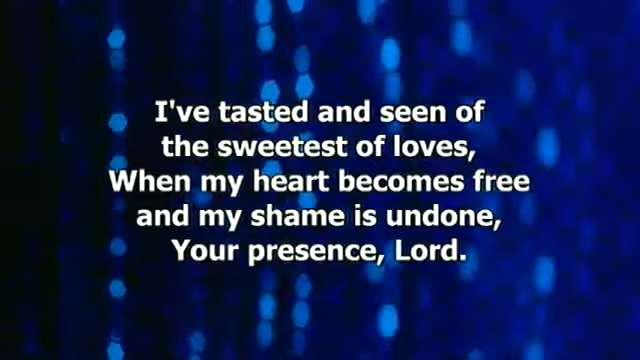 I've tasted and seen of
the sweetest of loves,
When my heart becomes free
and my shame is undone,
Your presence, Lord.